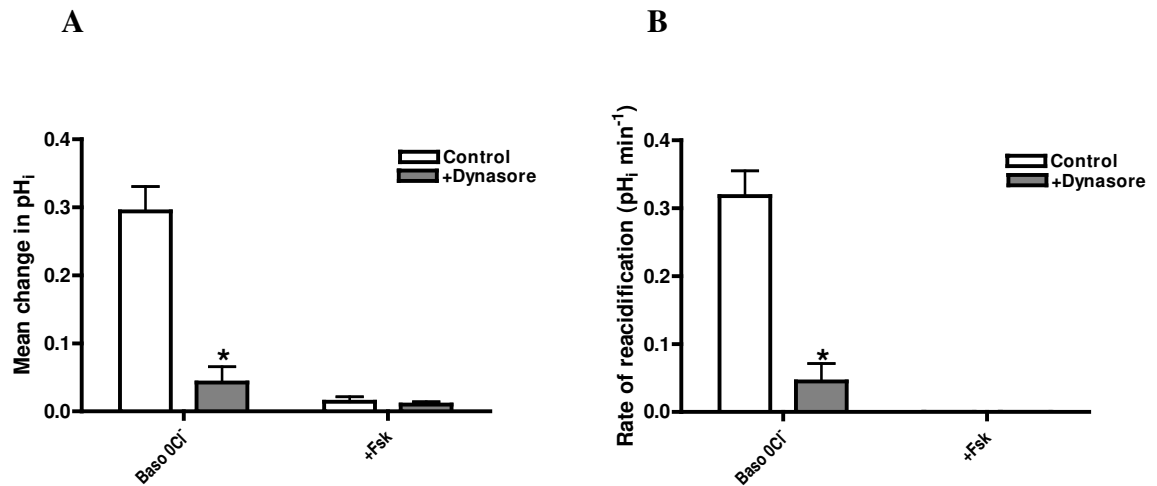 A
B
Mean change in pHᵢ
0.4
0.3
0.2
0.1
0.0
Control
+Dynasore
*
Baso 0Cl⁻
+Fsk
Rate of reacidification (pHᵢ min⁻¹)
0.4
0.3
0.2
0.1
0.0
Control
+Dynasore
*
Baso 0Cl⁻
+Fsk